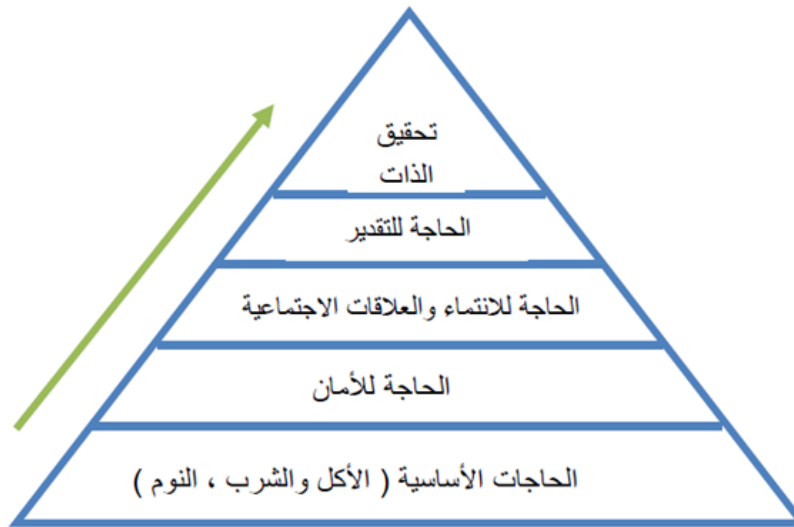 تحقيق
الذات
الحاجة للتقدير
الحاجة للانتماء والعلاقات الاجتماعية
الحاجة للأمان
الحاجات الأساسية ( الأكل والشرب ، النوم )